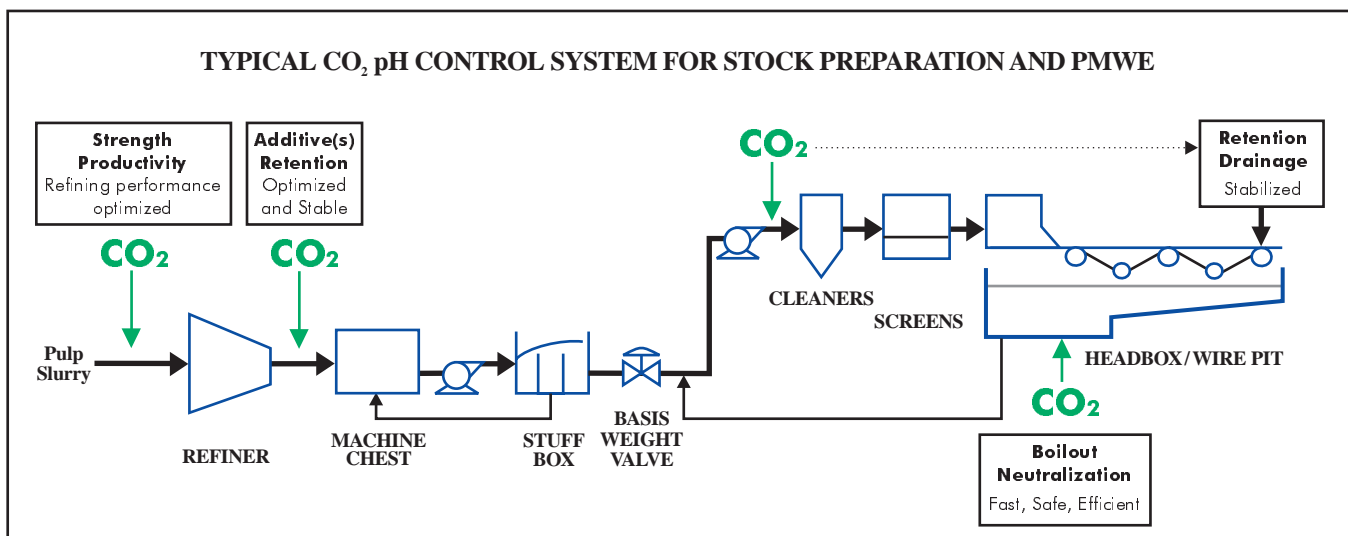 TYPICAL CO₂ pH CONTROL SYSTEM FOR STOCK PREPARATION AND PMWE
Strength
Productivity
Refining performance
optimized
CO₂
Additive(s)
Retention
Optimized
and Stable
CO₂
CO₂
Retention
Drainage
Stabilized
Pulp
Slurry
REFINER
MACHINE
CHEST
STUFF
BOX
BASIS
WEIGHT
VALVE
CLEANERS
SCREENS
HEADBOX/WIRE PIT
CO₂
Boilout
Neutralization
Fast, Safe, Efficient